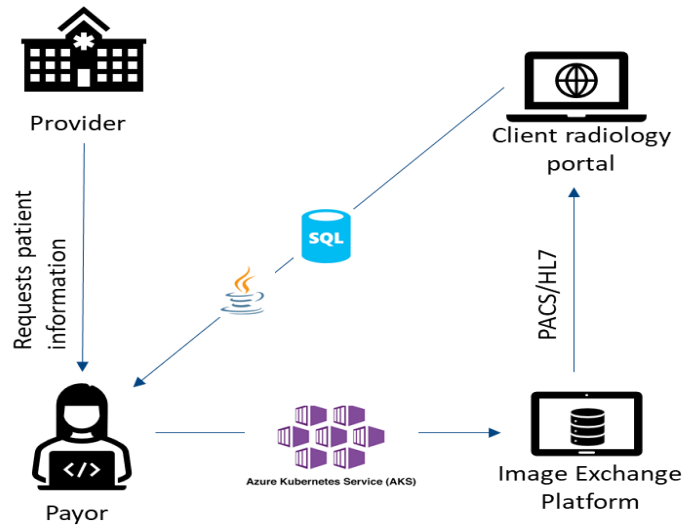 Provider
Client radiology
portal
Requests patient
information
SQL
PACS/HL7
</>
Azure Kubernetes Service (AKS)
Payor
Image Exchange
Platform